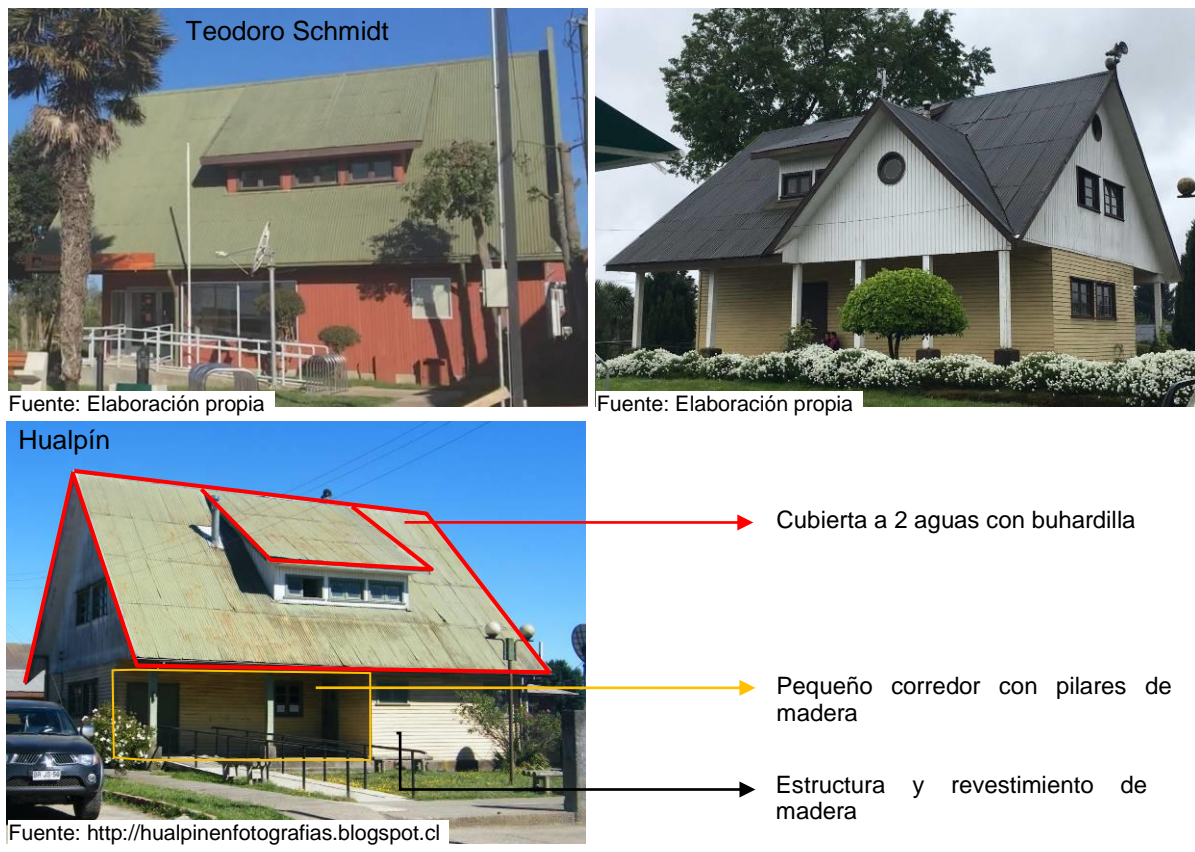 Teodoro Schmidt
Fuente: Elaboración propia
Fuente: Elaboración propia
Hualpín
Cubierta a 2 aguas con buhardilla
Pequeño corredor con pilares de
madera
Estructura y revestimiento de
madera
Fuente: http://hualpinenfotografias.blogspot.cl